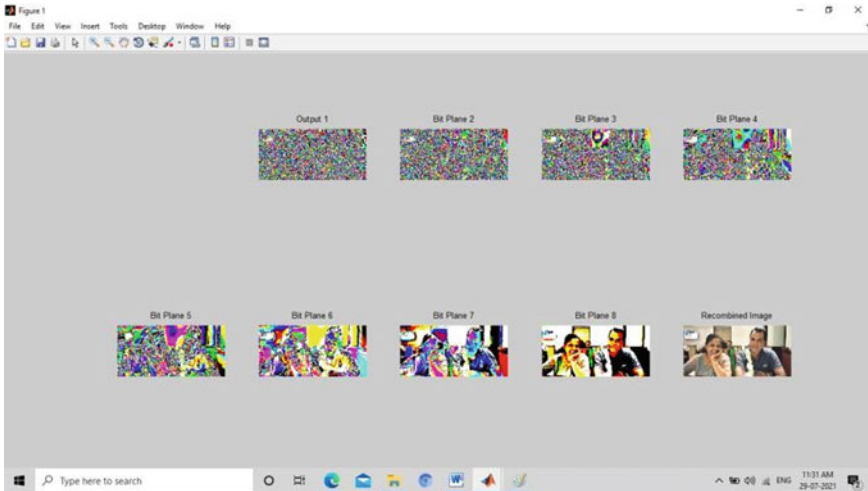 Figure 1
File Edit View Insert Tools Desktop Window Help
Output 1 Bit Plane 2 Bit Plane 3 Bit Plane 4
Bit Plane 5 Bit Plane 6 Bit Plane 7 Bit Plane 8 Recombined Image
Type here to search
ENG
11:31 AM
29-07-2021